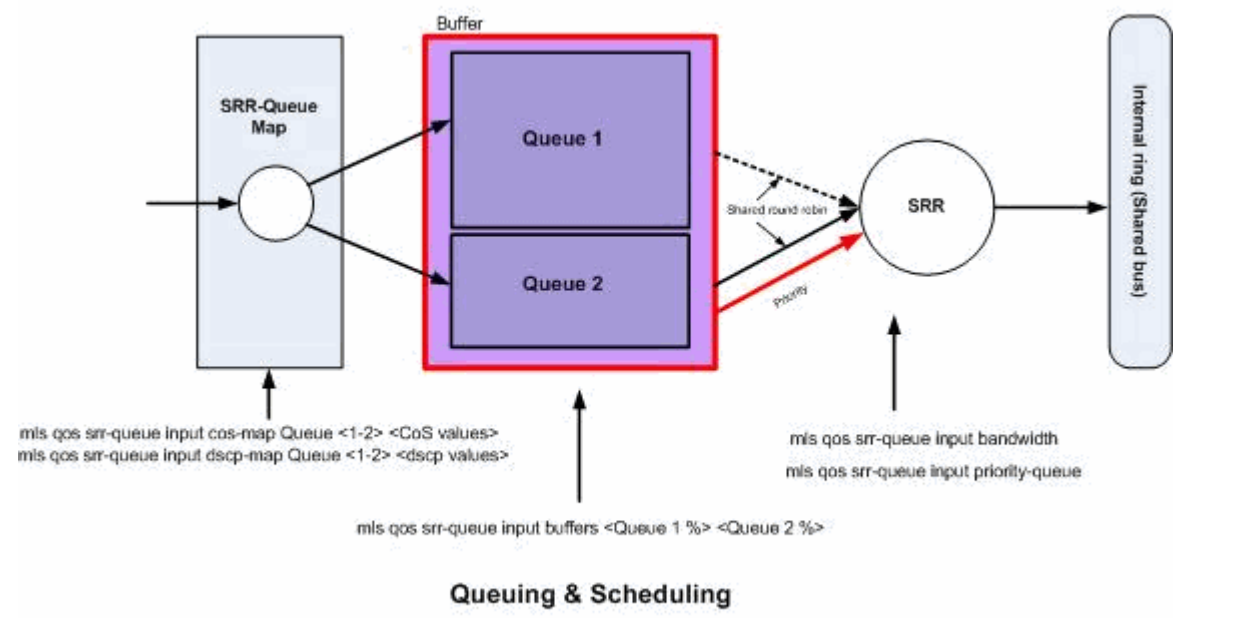 Buffer
SRR-Queue
Map
Queue 1
Queue 2
Shared round robin
Priority
SRR
Internal ring (Shared bus)
mls qos srr-queue input cos-map Queue <1-2> <CoS values>
mls qos srr-queue input dscp-map Queue <1-2> <dscp values>
mls qos srr-queue input bandwidth
mls qos srr-queue input priority-queue
mls qos srr-queue input buffers <Queue 1 %> <Queue 2 %>
Queuing & Scheduling